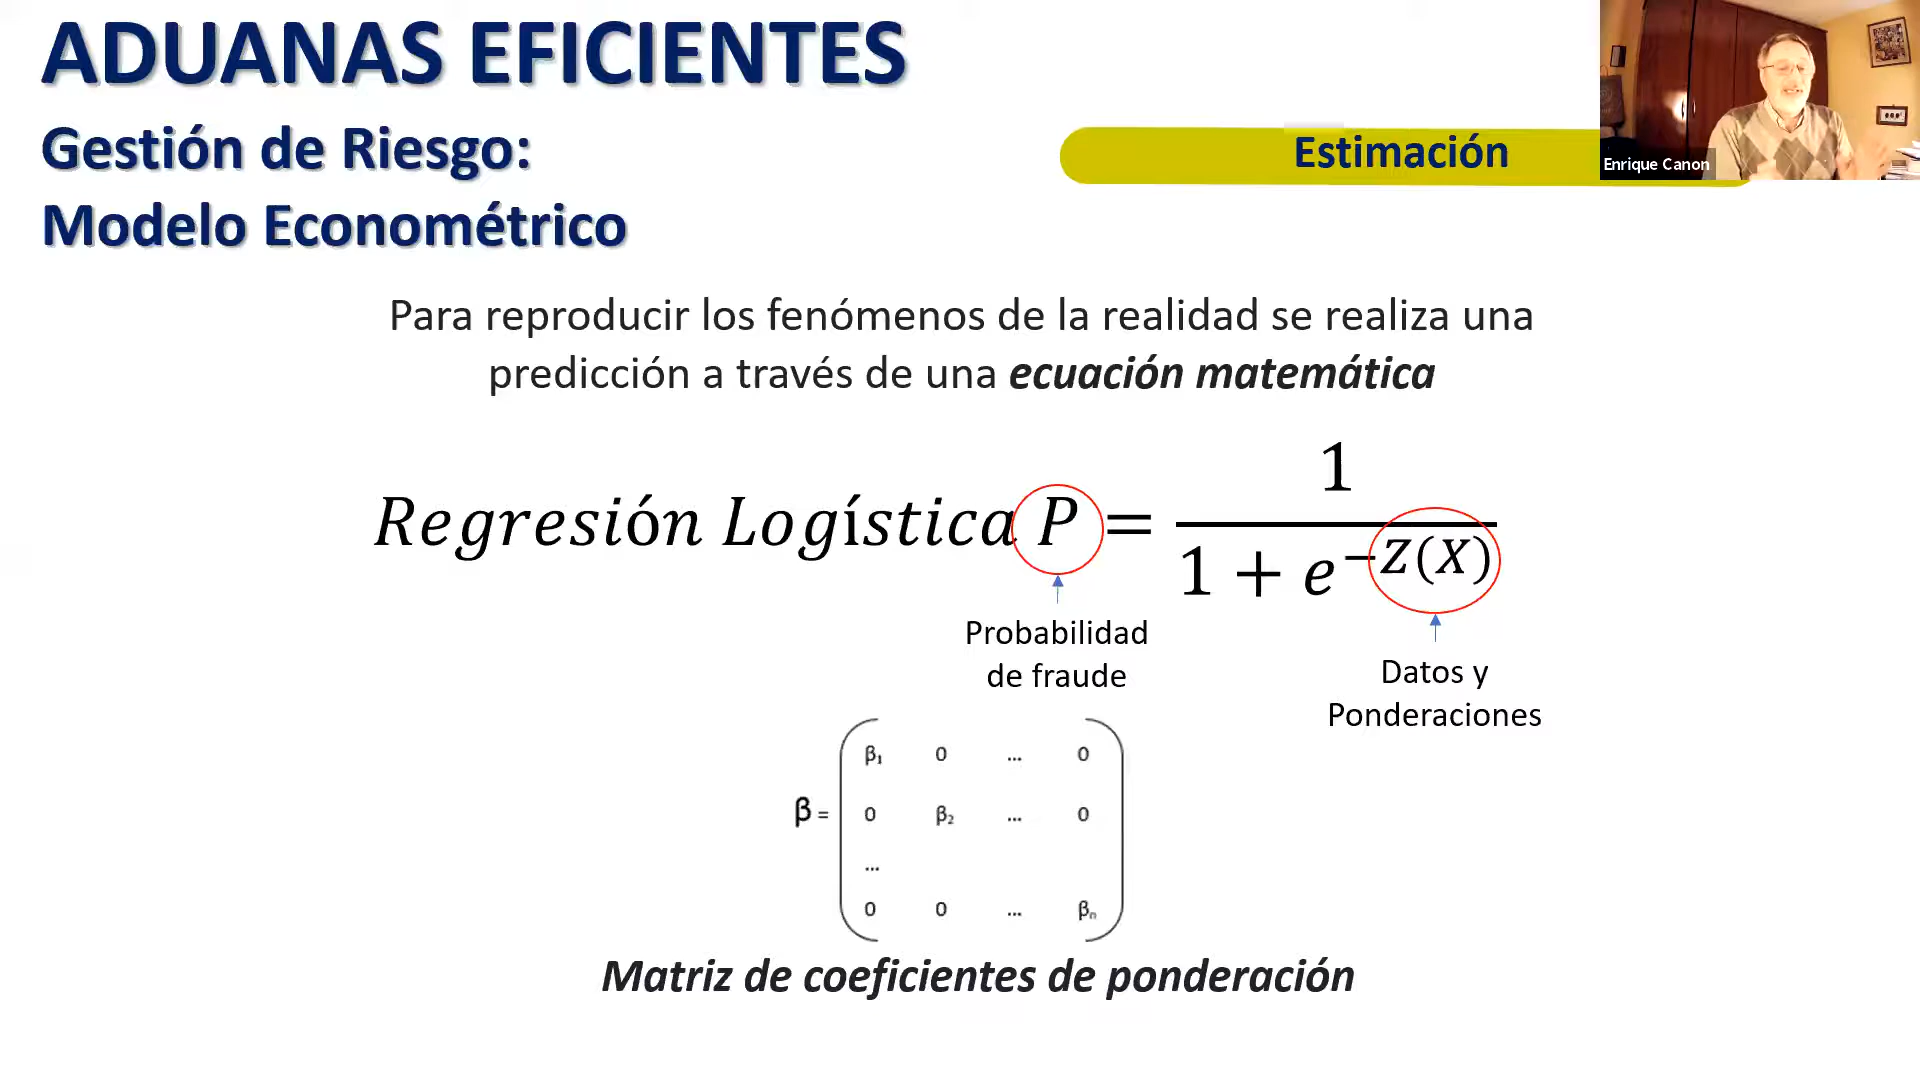 ADUANAS EFICIENTES
Gestión de Riesgo:
Modelo Econométrico
Estimación
Enrique Canon
Para reproducir los fenómenos de la realidad se realiza una
predicción a través de una ecuación matemática
Regresión Logística P = 1 / (1 + e^{-Z(X)})
Probabilidad
de fraude
Datos y
Ponderaciones
β₁ 0 ... 0
β = 0 β₂ ... 0
...
0 0 ... βₙ
Matriz de coeficientes de ponderación